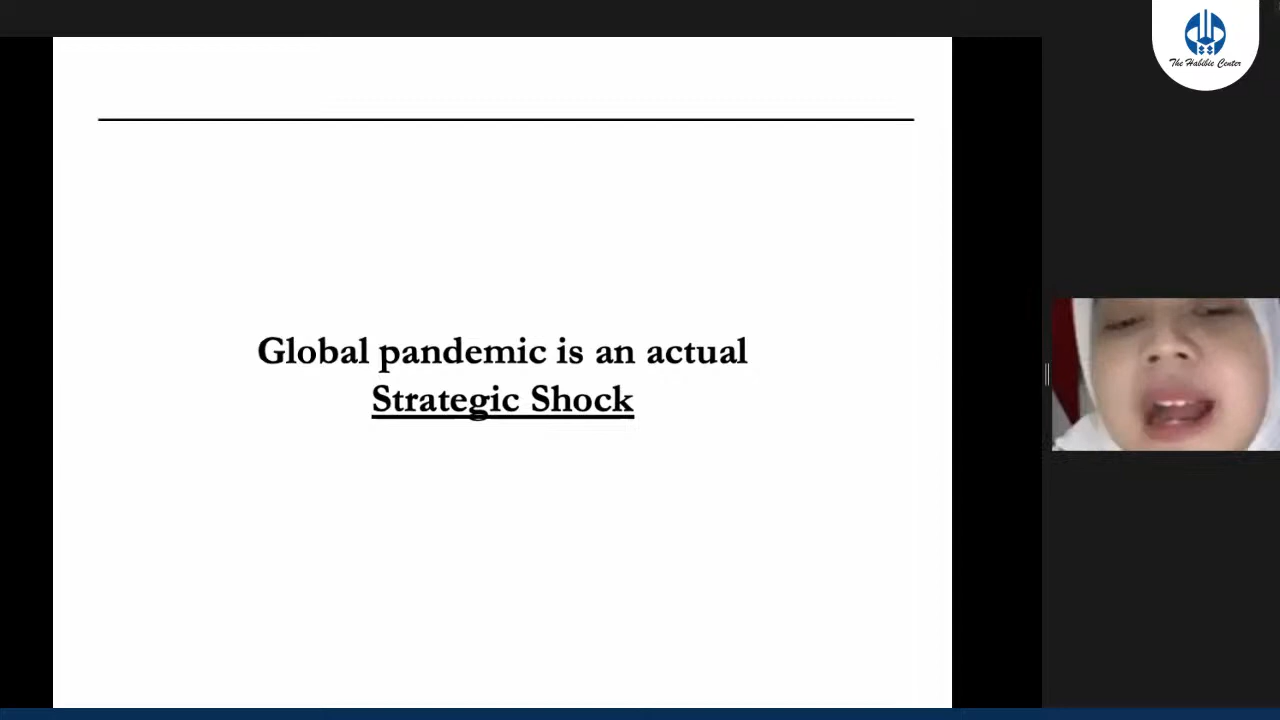 The Habibie Center
Global pandemic is an actual
Strategic Shock